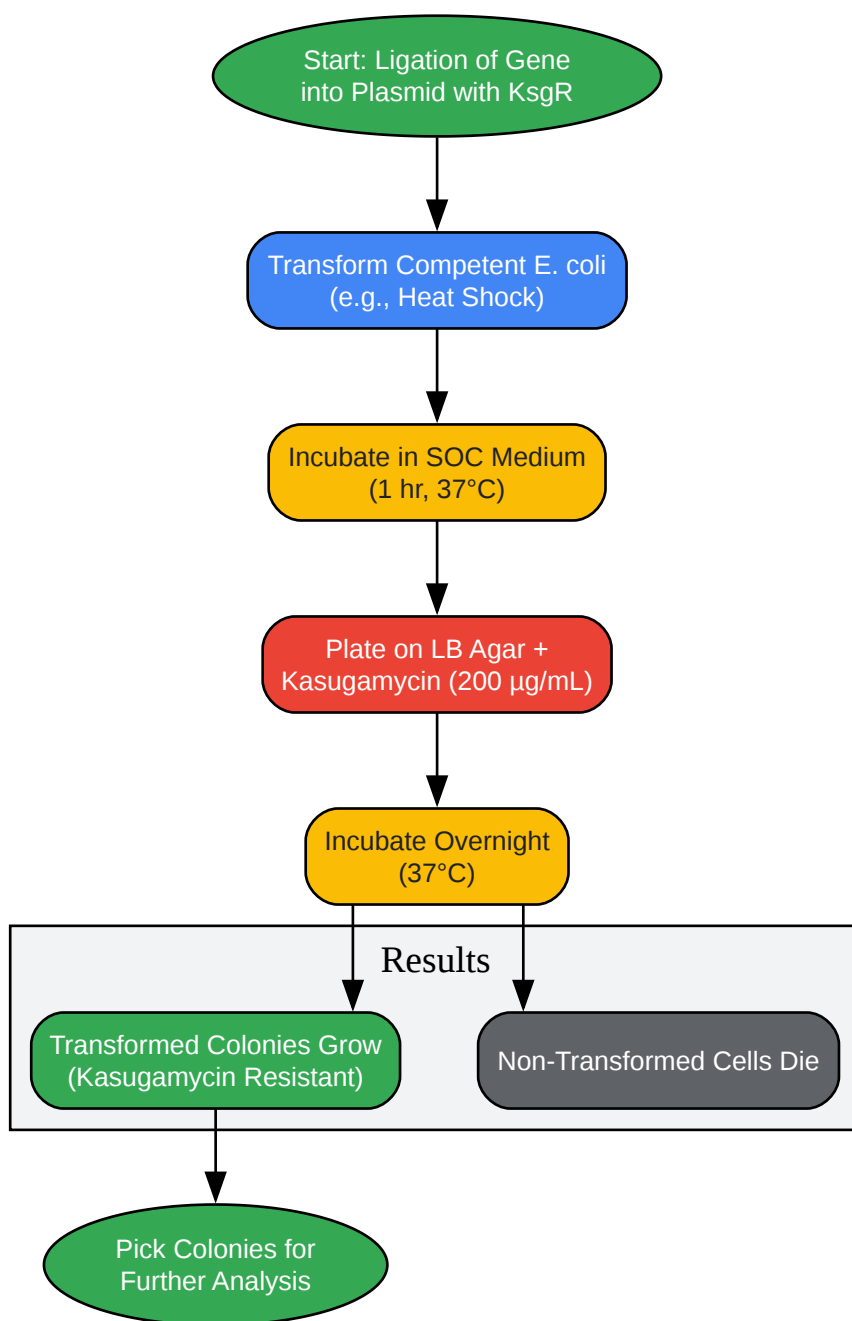 Start: Ligation of Gene
into Plasmid with KsgR
Transform Competent E. coli
(e.g., Heat Shock)
Incubate in SOC Medium
(1 hr, 37°C)
Plate on LB Agar +
Kasugamycin (200 µg/mL)
Incubate Overnight
(37°C)
Results
Transformed Colonies Grow
(Kasugamycin Resistant)
Non-Transformed Cells Die
Pick Colonies for
Further Analysis